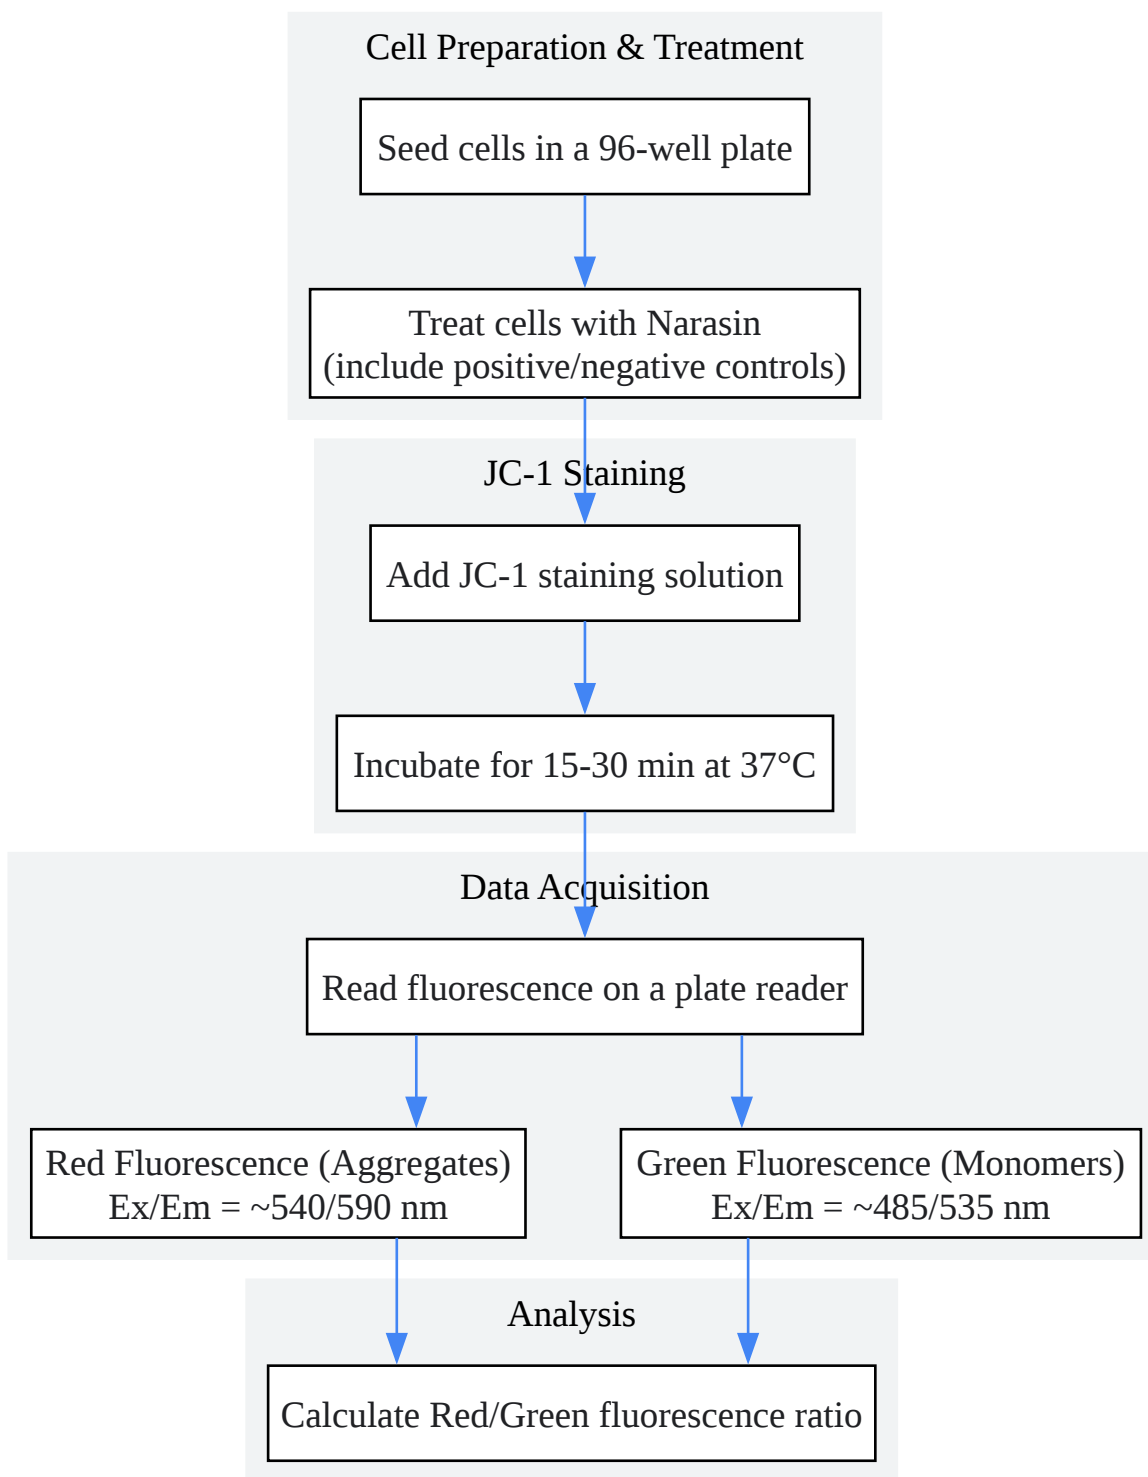 Cell Preparation & Treatment
Seed cells in a 96-well plate
Treat cells with Narasin
(include positive/negative controls)
JC-1 Staining
Add JC-1 staining solution
Incubate for 15-30 min at 37°C
Data Acquisition
Read fluorescence on a plate reader
Red Fluorescence (Aggregates)
Ex/Em = ~540/590 nm
Green Fluorescence (Monomers)
Ex/Em = ~485/535 nm
Analysis
Calculate Red/Green fluorescence ratio